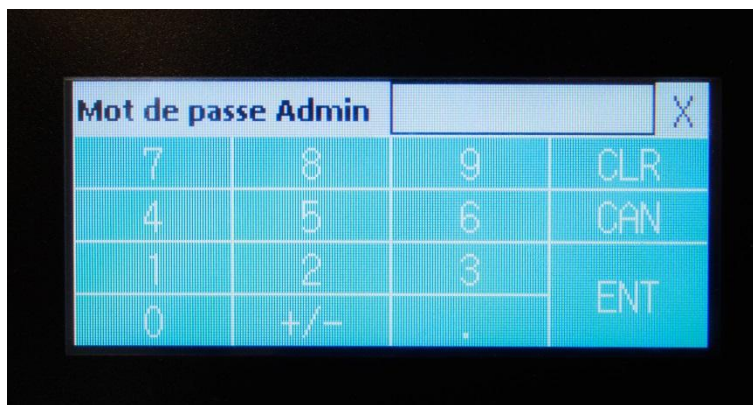 Mot de passe Admin X
7 8 9 CLR
4 5 6 CAN
1 2 3
ENT
0 +/- .